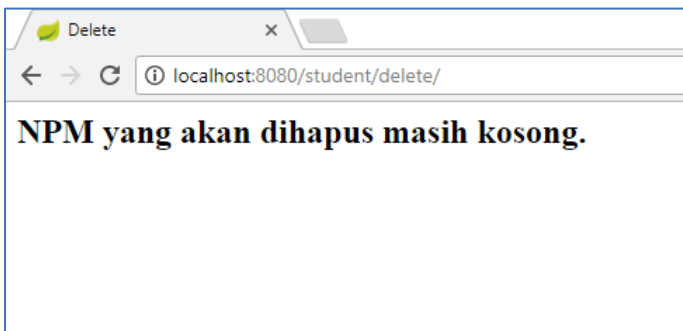 Delete
localhost:8080/student/delete/
NPM yang akan dihapus masih kosong.